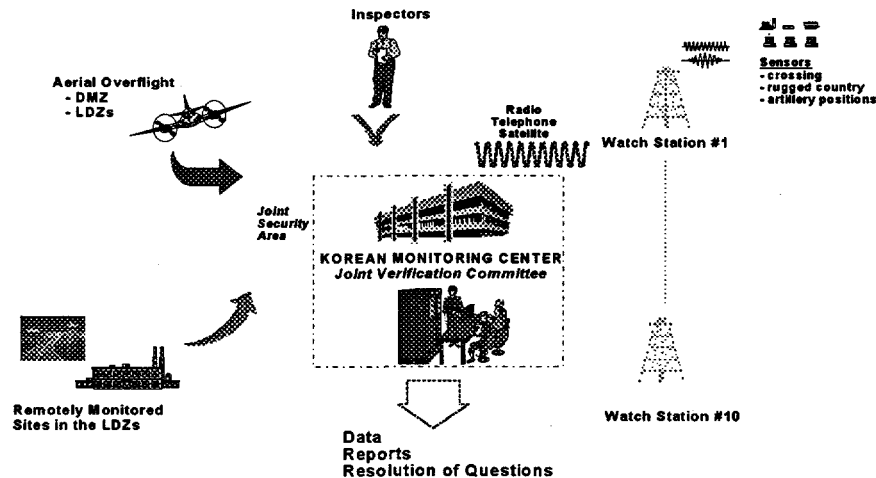 Inspectors
Aerial Overflight
- DMZ
- LDZs
Radio
Telephone
Satellite
Sensors
- crossing
- rugged country
- artillery positions
Watch Station #1
Joint
Security
Area
KOREAN MONITORING CENTER
Joint Verification Committee
Remotely Monitored
Sites in the LDZs
Watch Station #10
Data
Reports
Resolution of Questions